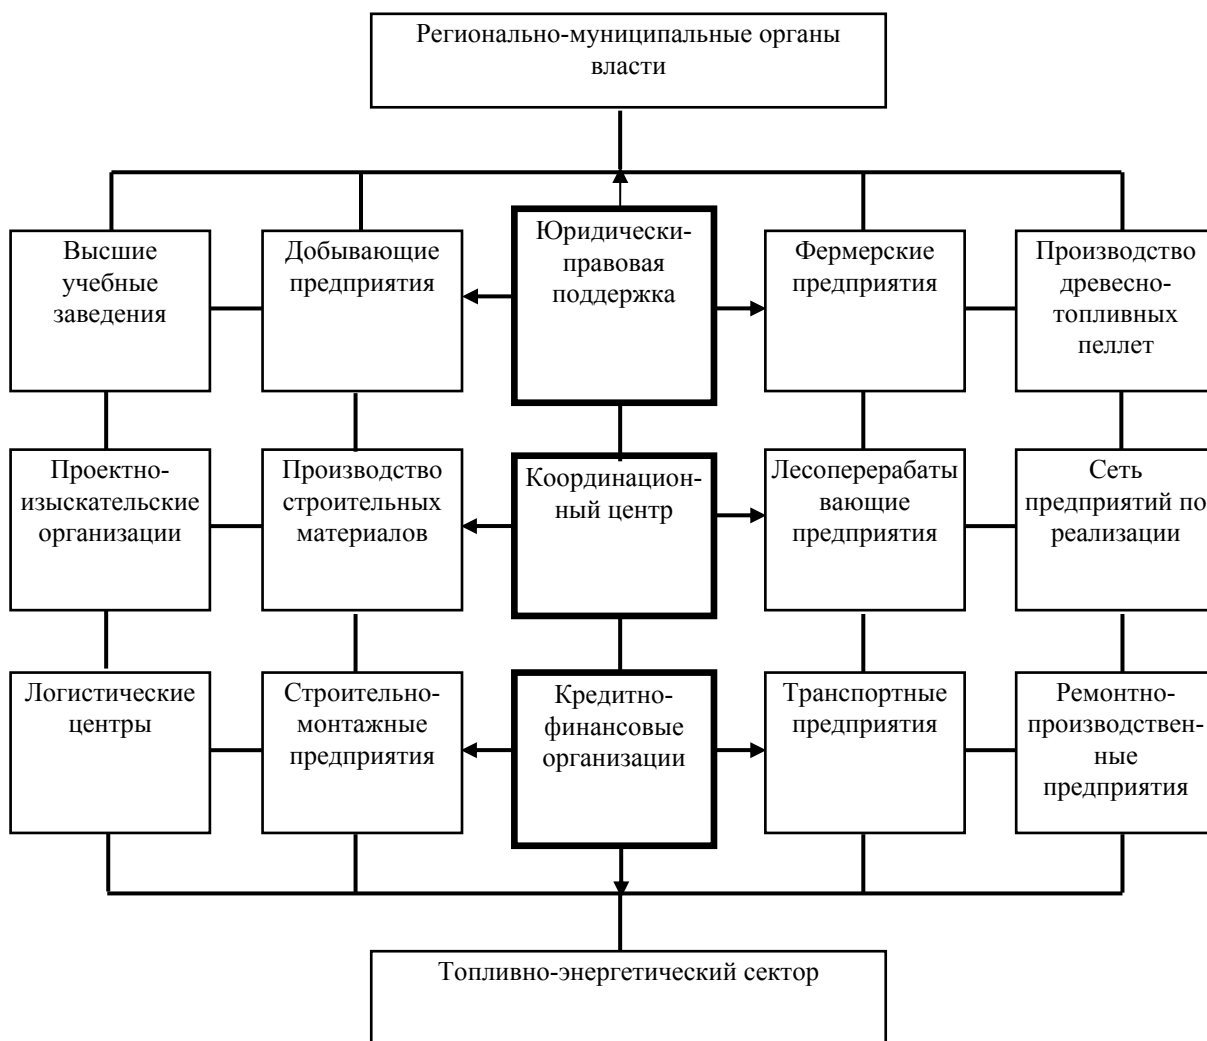 Регионально-муниципальные органы
власти
Высшие
учебные
заведения
Добывающие
предприятия
Юридически-
правовая
поддержка
Фермерские
предприятия
Производство
древесно-
топливных
пеллет
Проектно-
изыскательские
организации
Производство
строительных
материалов
Координацион-
ный центр
Лесоперерабаты
вающие
предприятия
Сеть
предприятий по
реализации
Логистические
центры
Строительно-
монтажные
предприятия
Кредитно-
финансовые
организации
Транспортные
предприятия
Ремонтно-
производствен-
ные
предприятия
Топливно-энергетический сектор